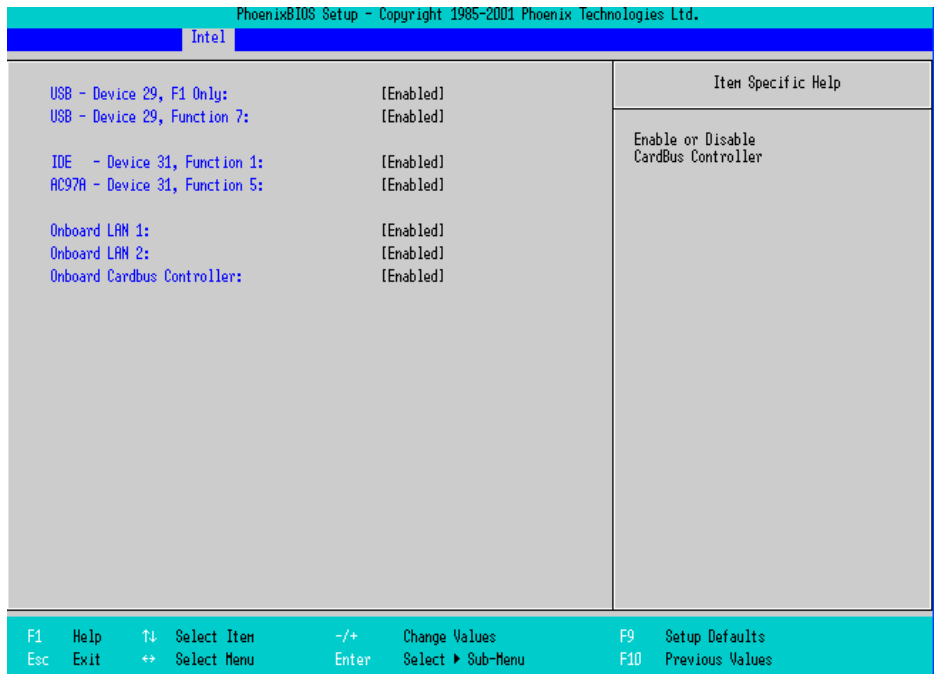 PhoenixBIOS Setup - Copyright 1985-2001 Phoenix Technologies Ltd.
Intel
USB - Device 29, F1 Only: [Enabled]
USB - Device 29, Function 7: [Enabled]
IDE - Device 31, Function 1: [Enabled]
AC97A - Device 31, Function 5: [Enabled]
Onboard LAN 1: [Enabled]
Onboard LAN 2: [Enabled]
Onboard Cardbus Controller: [Enabled]
Item Specific Help
Enable or Disable
CardBus Controller
F1 Help ↑↓ Select Item -/+ Change Values F9 Setup Defaults
Esc Exit ↔ Select Menu Enter Select ▶ Sub-Menu F10 Previous Values